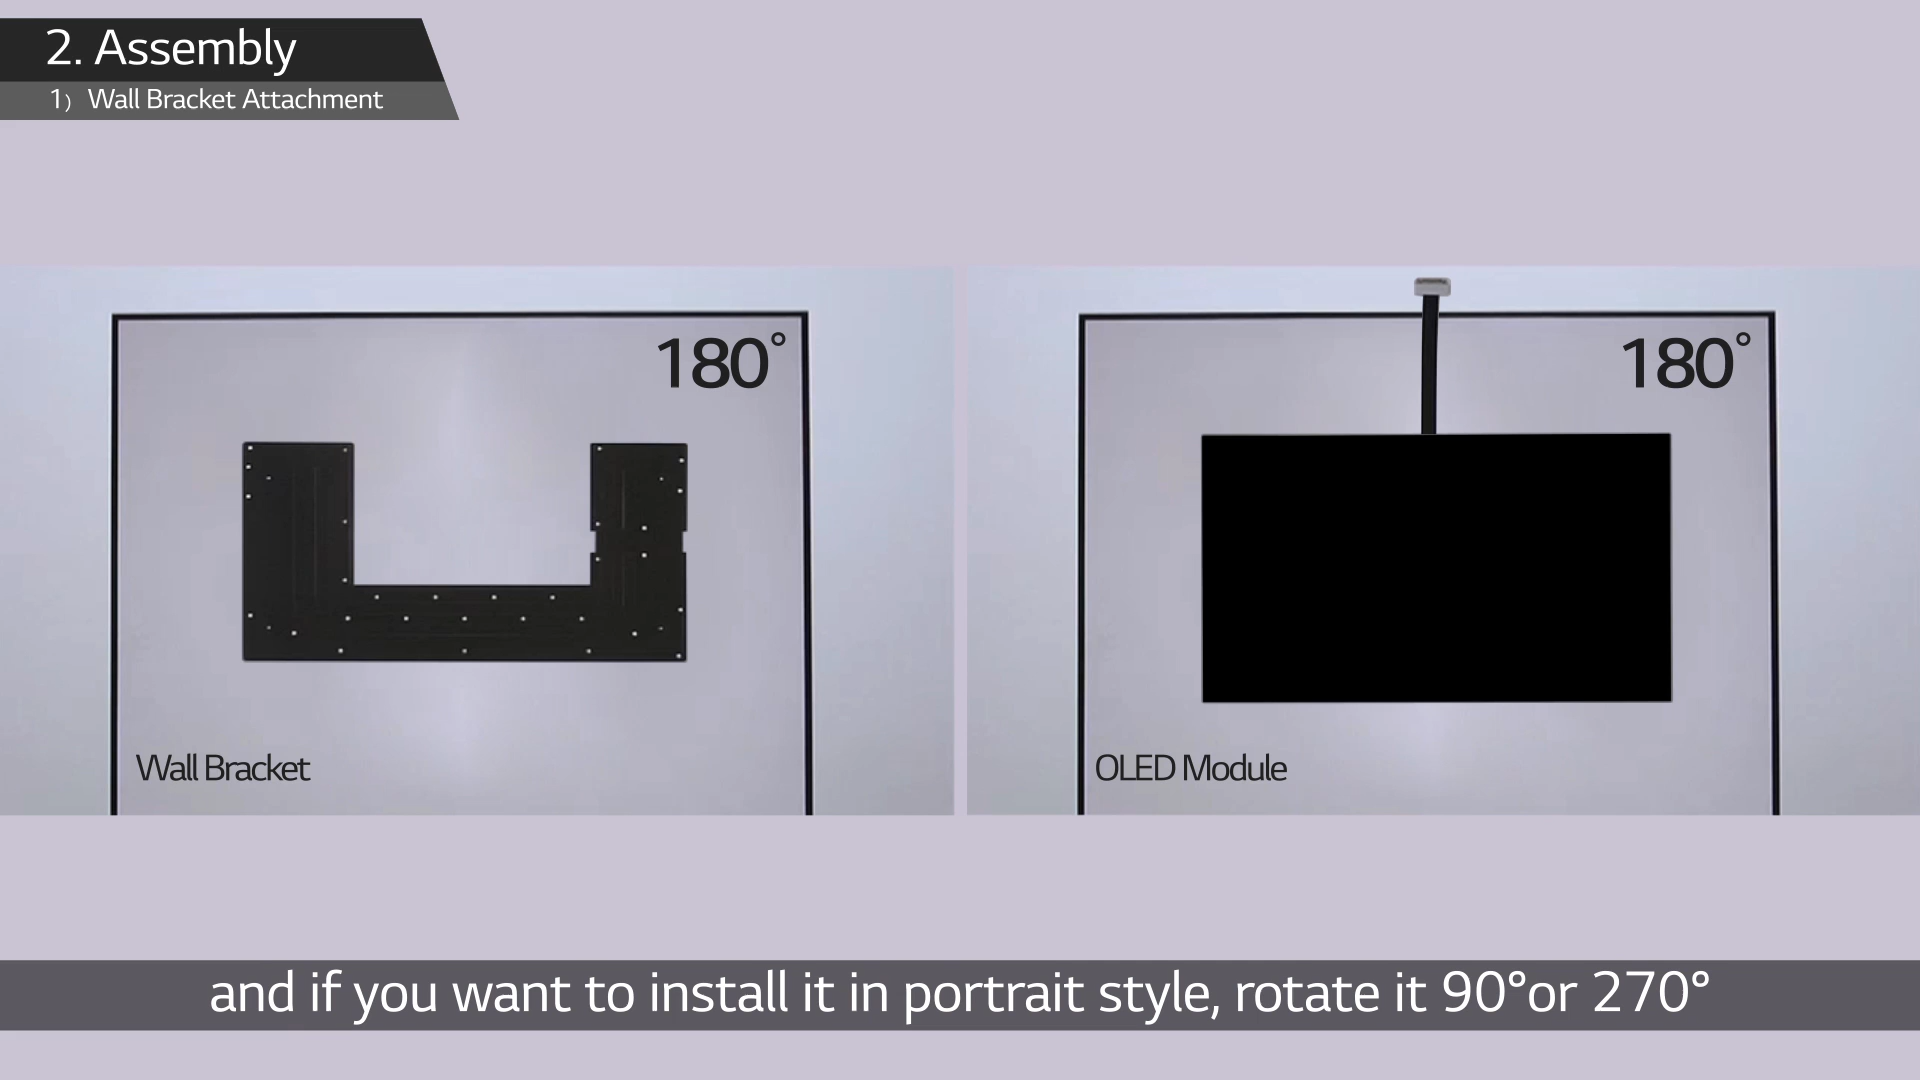 2. Assembly
1) Wall Bracket Attachment
180°
180°
Wall Bracket
OLED Module
and if you want to install it in portrait style, rotate it 90°or 270°